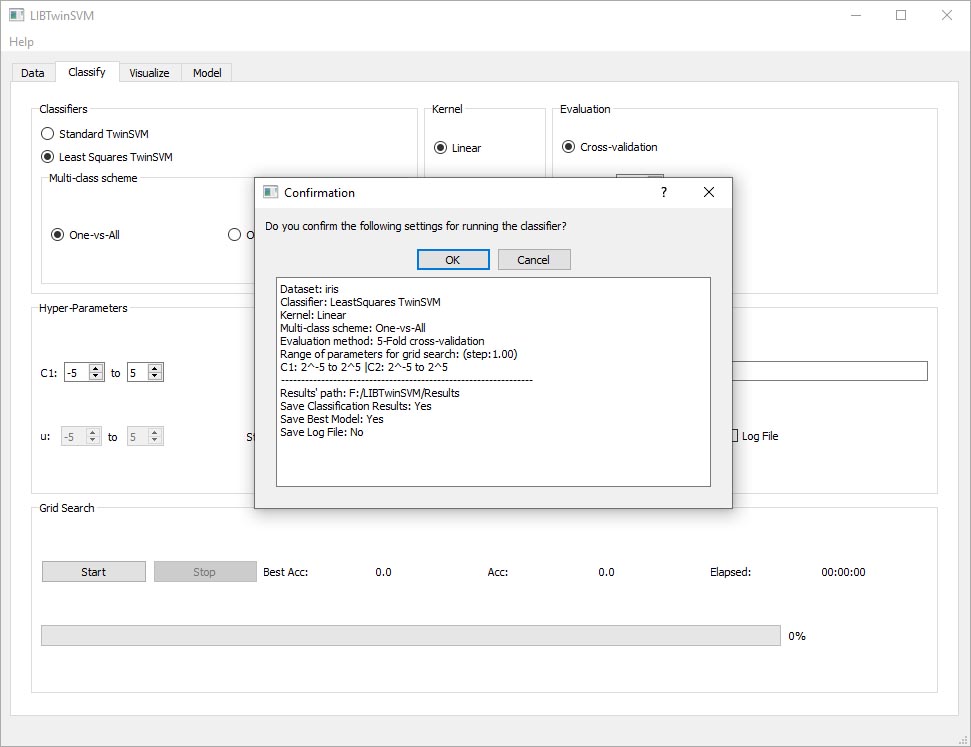 LIBTwinSVM
Help
Data Classify Visualize Model
Classifiers
Kernel
Evaluation
Standard TwinSVM
Least Squares TwinSVM
Linear
Cross-validation
Multi-class scheme
One-vs-All
Confirmation
?
Do you confirm the following settings for running the classifier?
OK Cancel
Dataset: iris
Classifier: LeastSquares TwinSVM
Kernel: Linear
Multi-class scheme: One-vs-All
Evaluation method: 5-Fold cross-validation
Range of parameters for grid search: (step:1.00)
C1: 2^-5 to 2^5 |C2: 2^-5 to 2^5
---------------------------------------------------------------
Results' path: F:/LIBTwinSVM/Results
Save Classification Results: Yes
Save Best Model: Yes
Save Log File: No
Hyper-Parameters
C1: -5 to 5
u: -5 to 5
Log File
Grid Search
Start Stop Best Acc: 0.0 Acc: 0.0 Elapsed: 00:00:00
0%